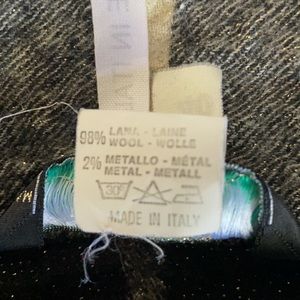 98% LANA - LAINE
WOOL - WOLLE
2% METALLO - MÉTAL
METAL - METALL
30°
MADE IN ITALY